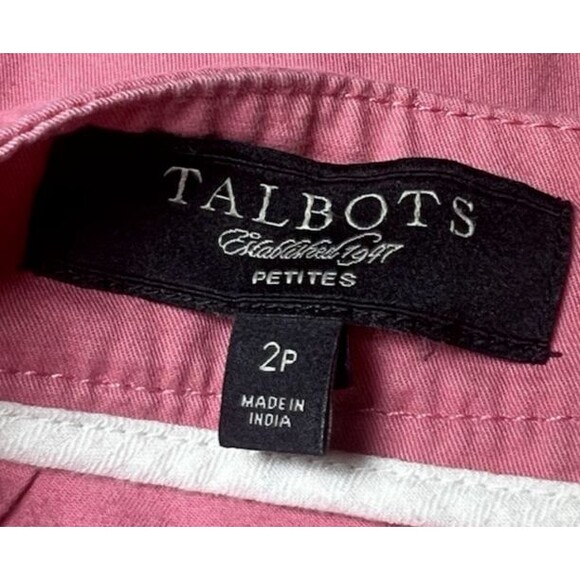 TALBOTS
Established 1947
PETITES
2P
MADE IN
INDIA